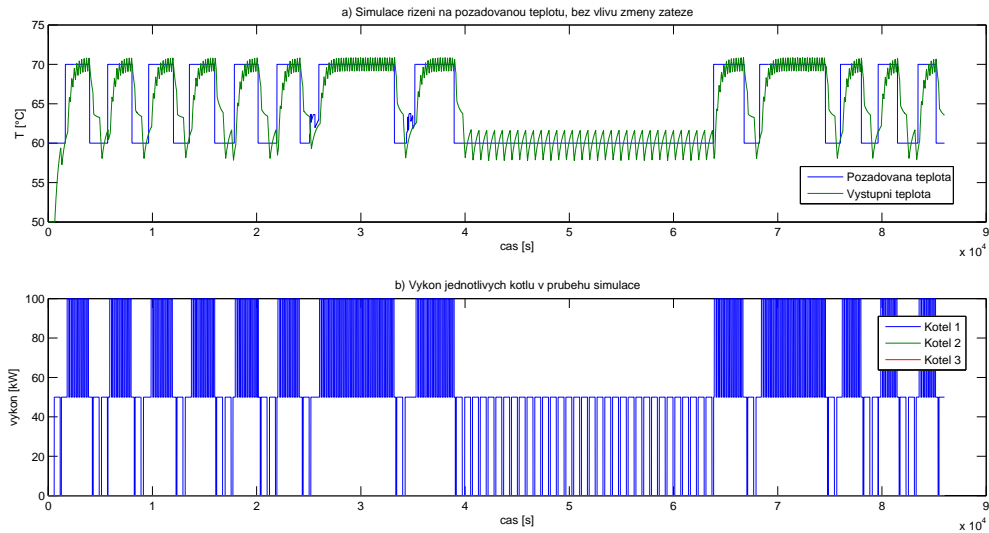 a) Simulace rizeni na pozadovanou teplotu, bez vlivu zmeny zateze
75
70
65
60
55
50
T [°C]
0 1 2 3 4 5 6 7 8 9
x 10^4
cas [s]
Pozadovana teplota
Vystupni teplota
b) Vykon jednotlivych kotlu v prubehu simulace
100
80
60
40
20
0
vykon [kW]
0 1 2 3 4 5 6 7 8 9
x 10^4
cas [s]
Kotel 1
Kotel 2
Kotel 3